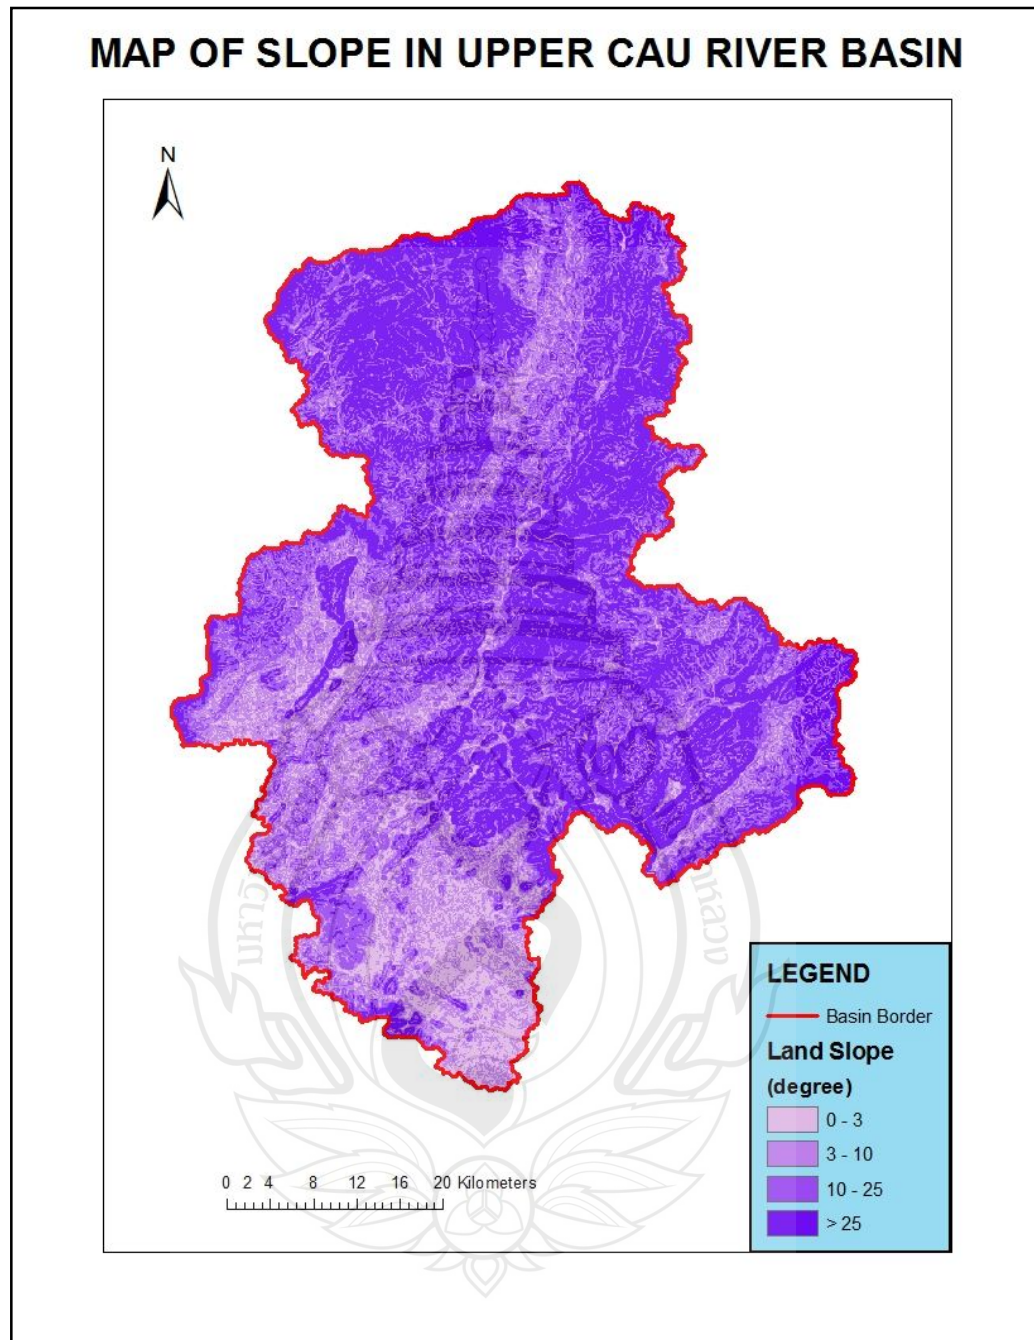 MAP OF SLOPE IN UPPER CAU RIVER BASIN
N
LEGEND
Basin Border
Land Slope
(degree)
0 - 3
3 - 10
10 - 25
> 25
0 2 4 8 12 16 20 Kilometers